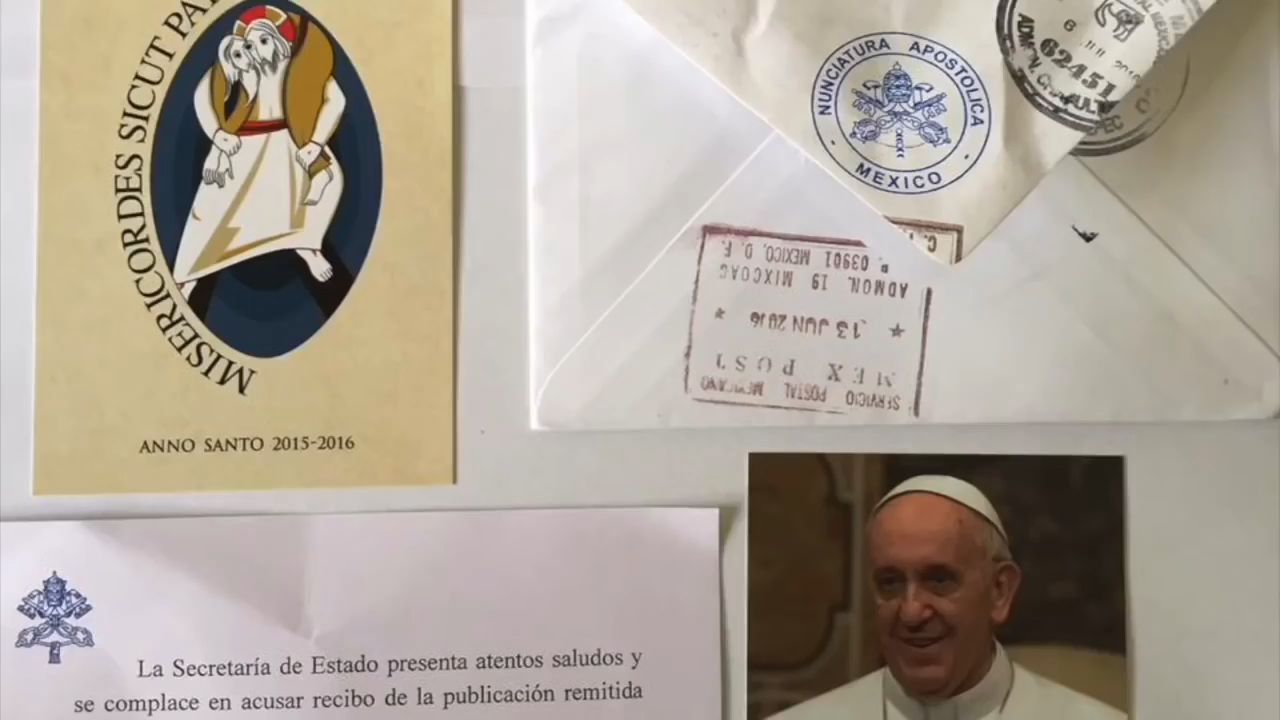 MISERICORDES SICUT PA
ANNO SANTO 2015-2016
NUNCIATURA APOSTOLICA
MEXICO
62451
SERVICIO POSTAL MEXICANO
MEX POST
★ 13 JUN 2016 ★
ADMON. 19 MIXCOAC
03901 MEXICO, D. F.
La Secretaría de Estado presenta atentos saludos y
se complace en acusar recibo de la publicación remitida